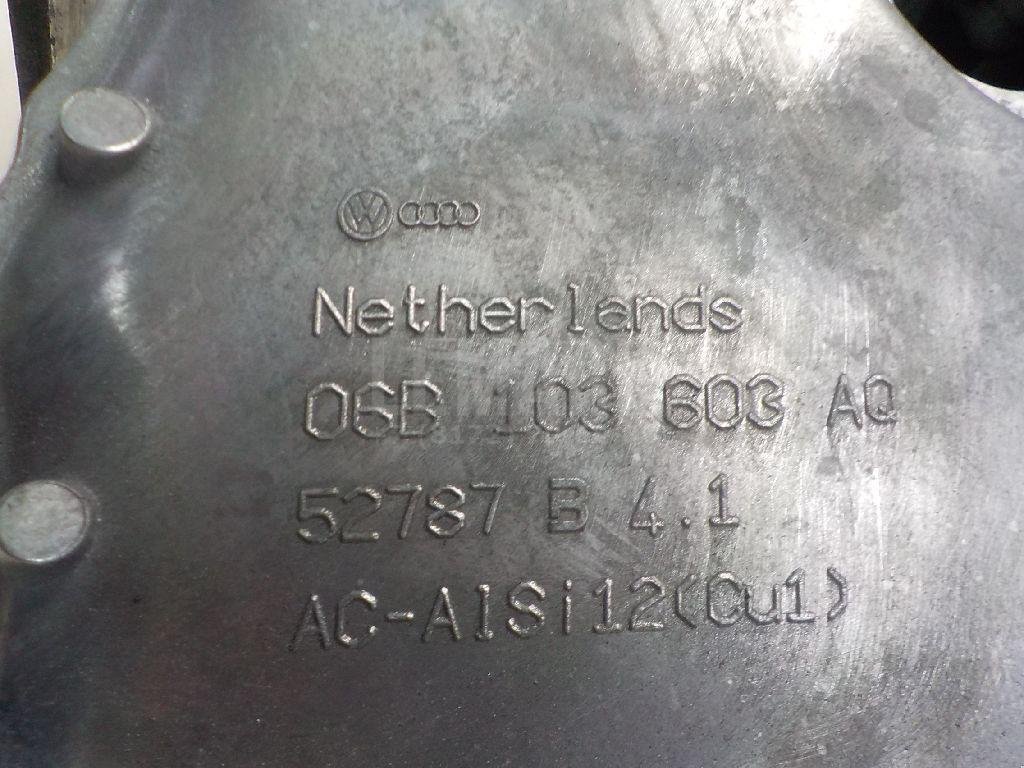 Netherlands
06B 103 603 AQ
52787 B 4.1
AC-AlSi12(Cu1)